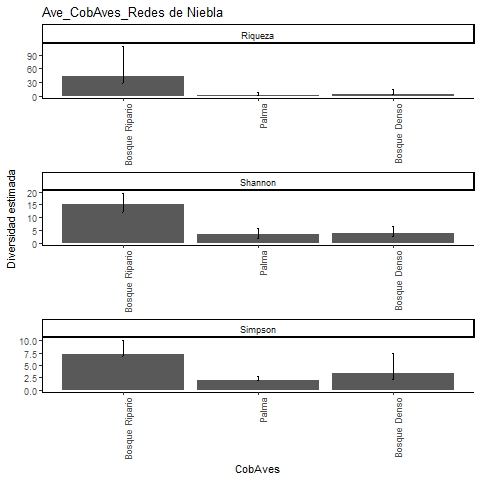 Ave_CobAves_Redes de Niebla
Riqueza
90
60
30
0
Bosque Ripario
Palma
Bosque Denso
Shannon
20
15
10
5
0
Bosque Ripario
Palma
Bosque Denso
Simpson
10.0
7.5
5.0
2.5
0.0
Bosque Ripario
Palma
Bosque Denso
Diversidad estimada
CobAves